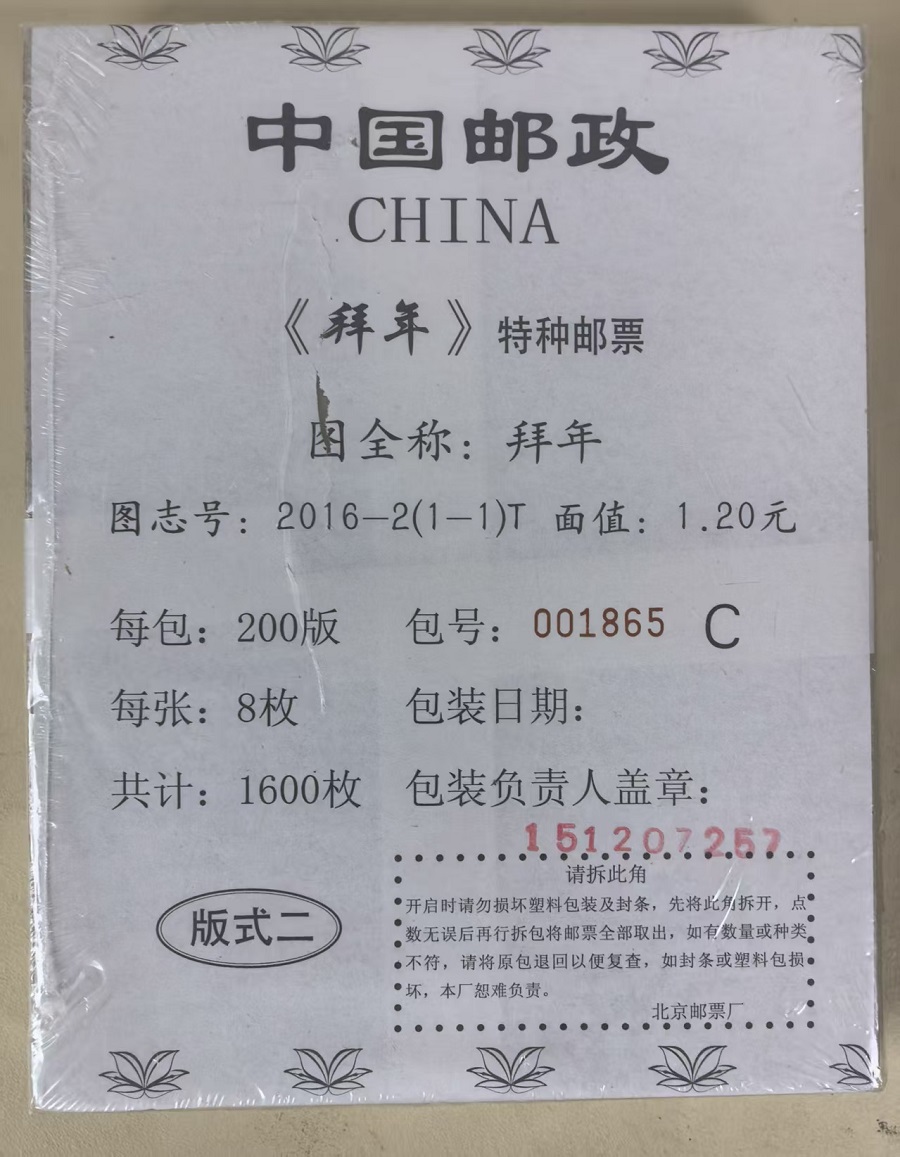 中国邮政
CHINA
《拜年》特种邮票
图全称：拜年
图志号：2016-2(1-1)T 面值：1.20元
每包：200版 包号：001865 C
每张：8枚 包装日期：
共计：1600枚 包装负责人盖章：
151207257
请拆此角
开启时请勿损坏塑料包装及封条，先将此角拆开，点
数无误后再行拆包将邮票全部取出，如有数量或种类
不符，请将原包退回以便复查，如封条或塑料包损
坏，本厂恕难负责。
北京邮票厂
版式二